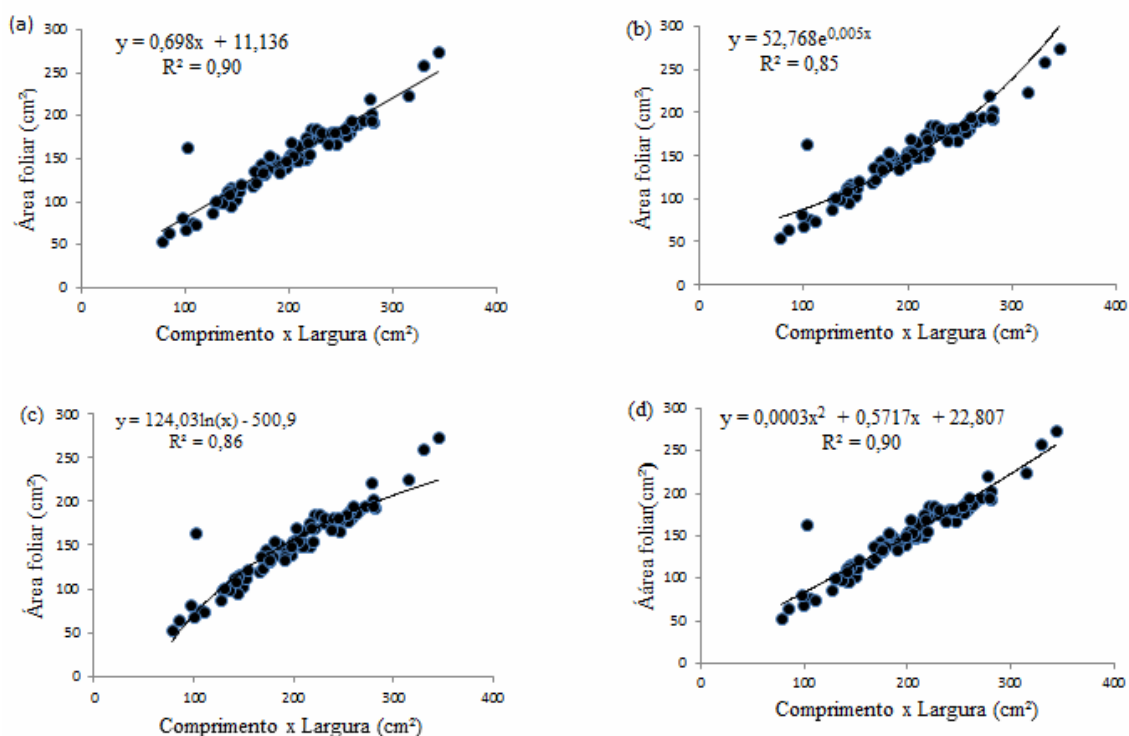 (a)
y = 0,698x + 11,136
R² = 0,90
Área foliar (cm²)
300
250
200
150
100
50
0
0 100 200 300 400
Comprimento x Largura (cm²)
(b)
y = 52,768e^0,005x
R² = 0,85
Área foliar (cm²)
300
250
200
150
100
50
0
0 100 200 300 400
Comprimento x Largura (cm²)
(c)
y = 124,03ln(x) - 500,9
R² = 0,86
Área foliar (cm²)
300
250
200
150
100
50
0
0 100 200 300 400
Comprimento x Largura (cm²)
(d)
y = 0,0003x² + 0,5717x + 22,807
R² = 0,90
Áárea foliar(cm²)
300
250
200
150
100
50
0
0 100 200 300 400
Comprimento x Largura (cm²)